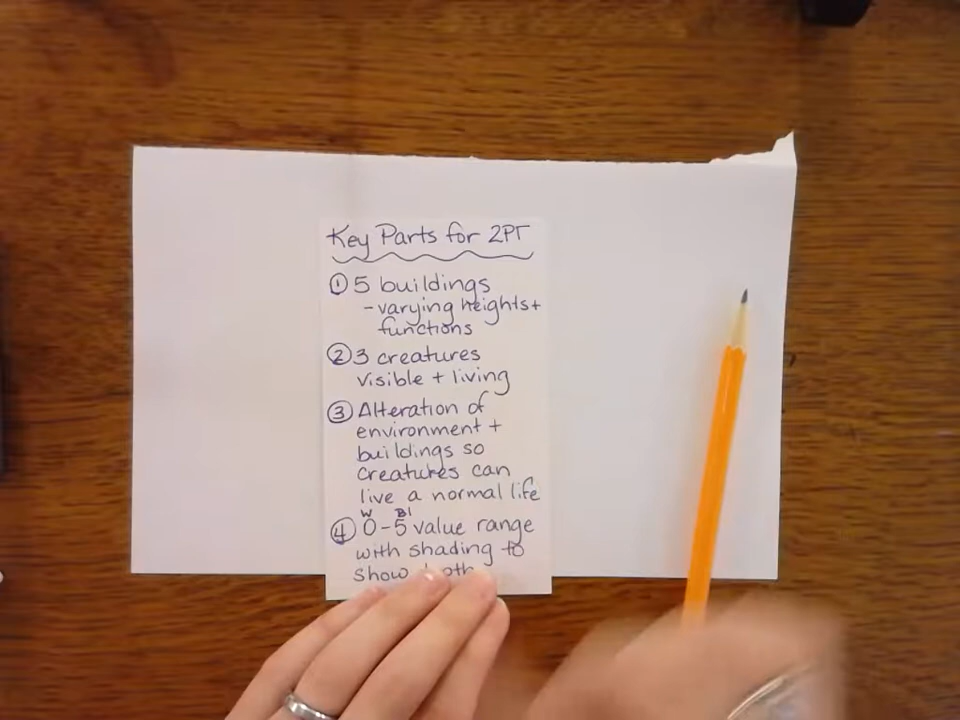 Key Parts for 2PT
① 5 buildings
- varying heights +
functions
② 3 creatures
visible + living
③ Alteration of
environment +
buildings so
creatures can
live a normal life
W Bl
④ 0-5 value range
with shading to
show